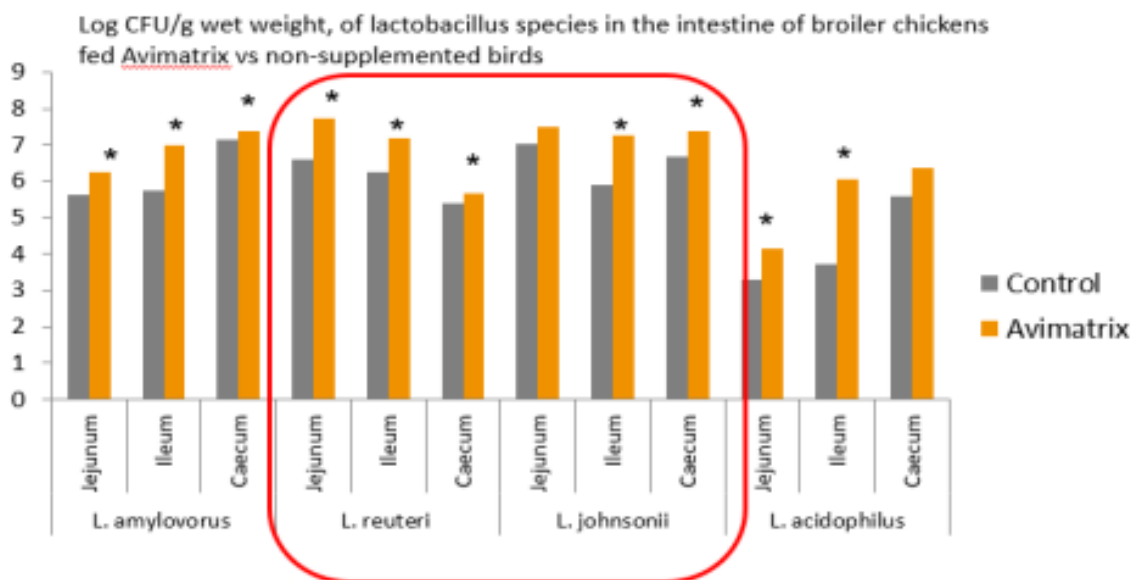 Log CFU/g wet weight, of lactobacillus species in the intestine of broiler chickens
fed Avimatrix vs non-supplemented birds
9
8
7
6
5
4
3
2
1
0
* * * * * * * * * *
Control
Avimatrix
Jejunum Ileum Caecum Jejunum Ileum Caecum Jejunum Ileum Caecum Jejunum Ileum Caecum
L. amylovorus L. reuteri L. johnsonii L. acidophilus